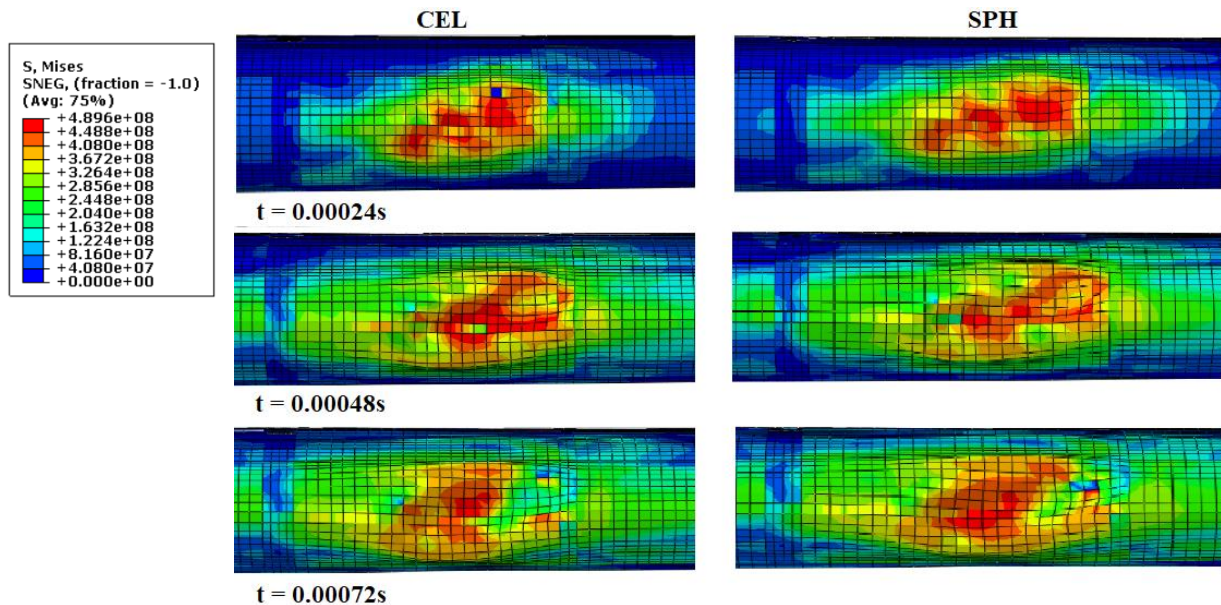 CEL
SPH
S, Mises
SNEG, (fraction = -1.0)
(Avg: 75%)
+4.896e+08
+4.488e+08
+4.080e+08
+3.672e+08
+3.264e+08
+2.856e+08
+2.448e+08
+2.040e+08
+1.632e+08
+1.224e+08
+8.160e+07
+4.080e+07
+0.000e+00
t = 0.00024s
t = 0.00048s
t = 0.00072s